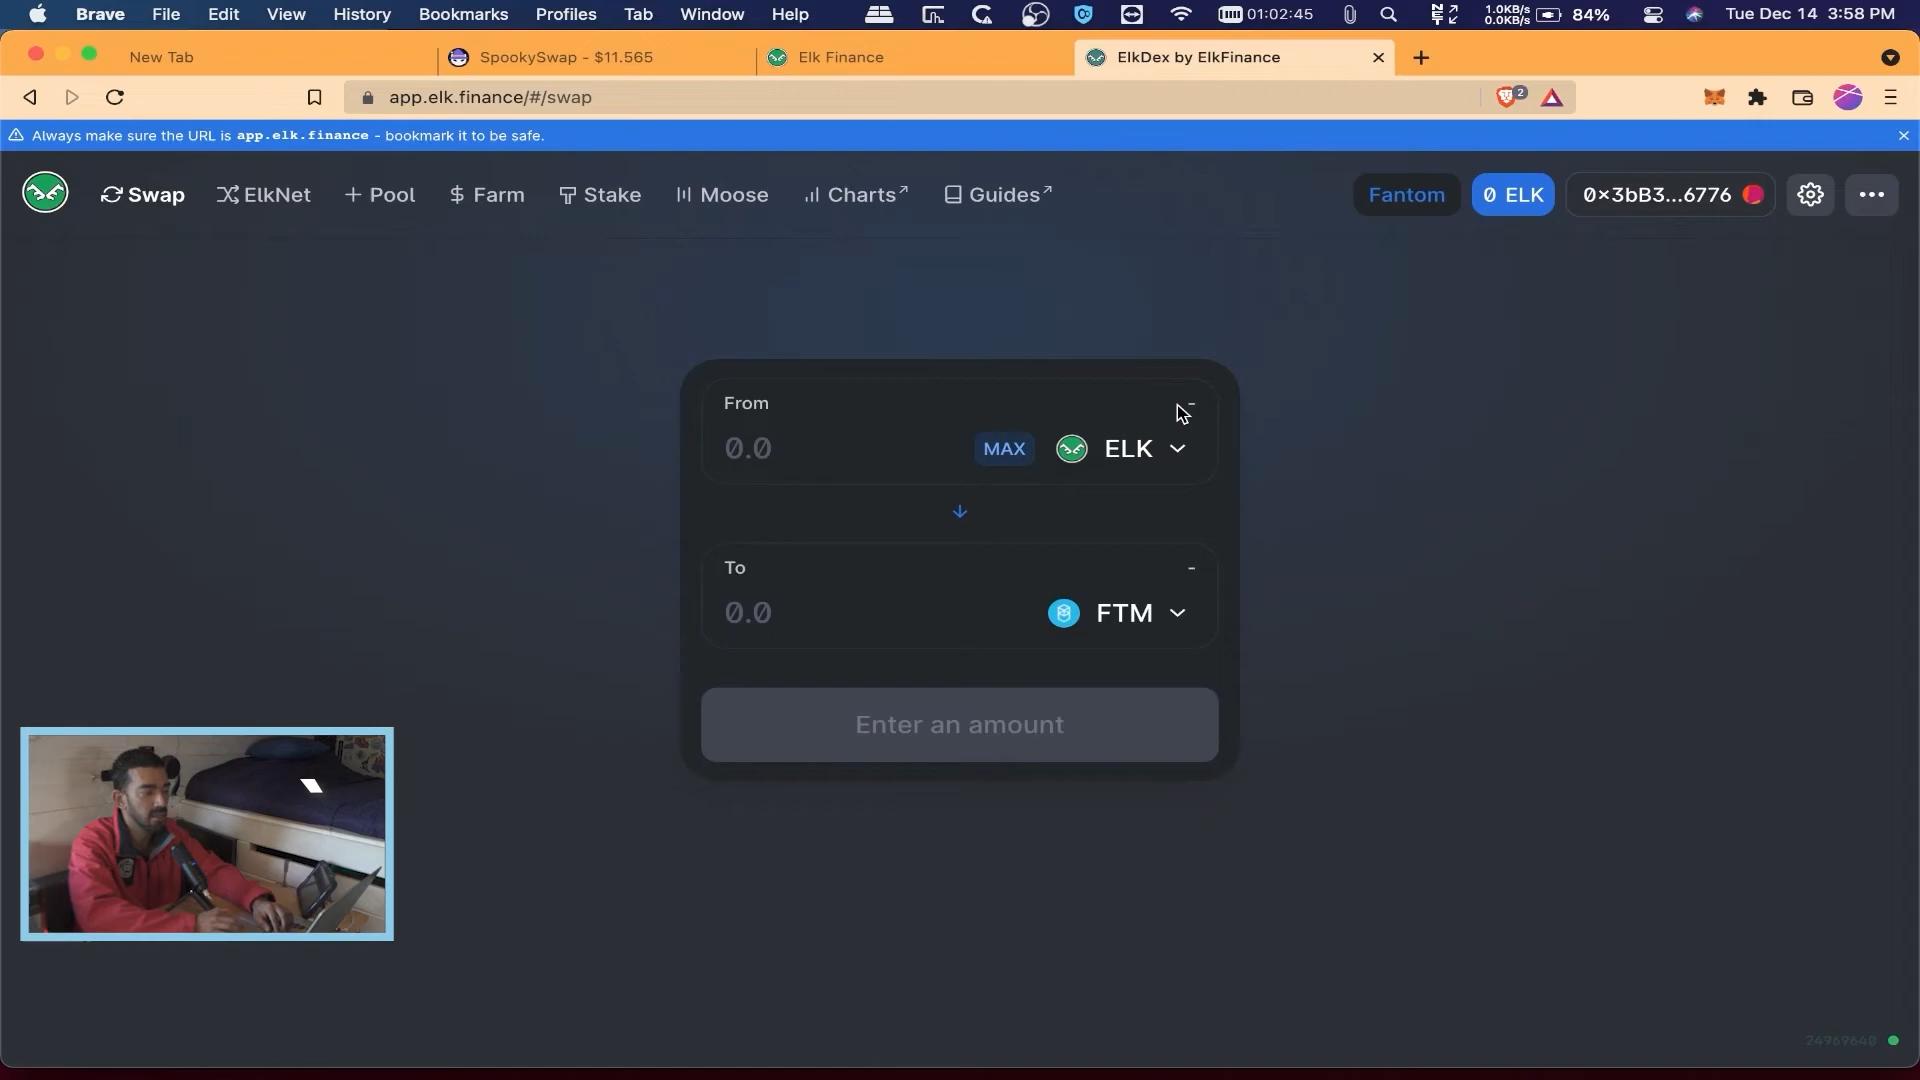 Brave File Edit View History Bookmarks Profiles Tab Window Help 01:02:45 1.0KB/s 0.0KB/s 84% Tue Dec 14 3:58 PM
New Tab SpookySwap - $11.565 Elk Finance ElkDex by ElkFinance
app.elk.finance/#/swap 2
Always make sure the URL is app.elk.finance - bookmark it to be safe.
Swap ElkNet + Pool $ Farm Stake Moose Charts↗ Guides↗ Fantom 0 ELK 0×3bB3...6776
From -
0.0 MAX ELK
To -
0.0 FTM
Enter an amount
24969640